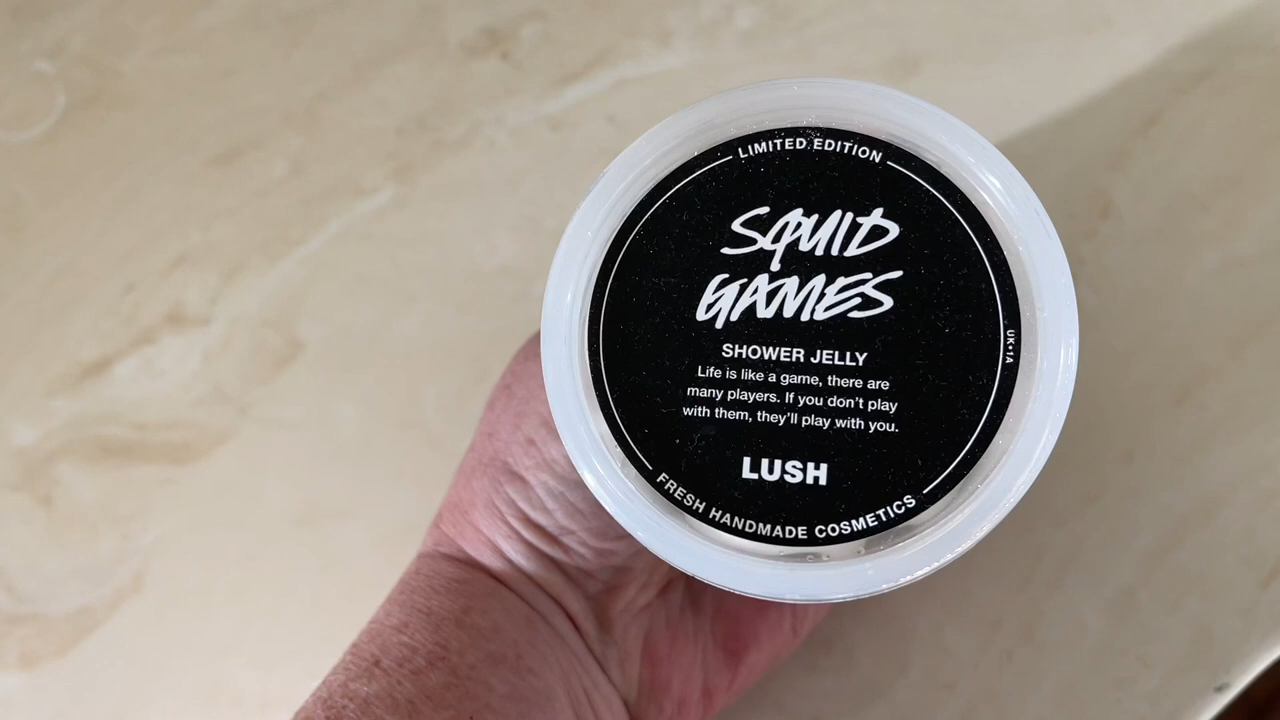 LIMITED EDITION
SQUID
GAMES
SHOWER JELLY
Life is like a game, there are
many players. If you don't play
with them, they'll play with you.
LUSH
FRESH HANDMADE COSMETICS
UK•1A